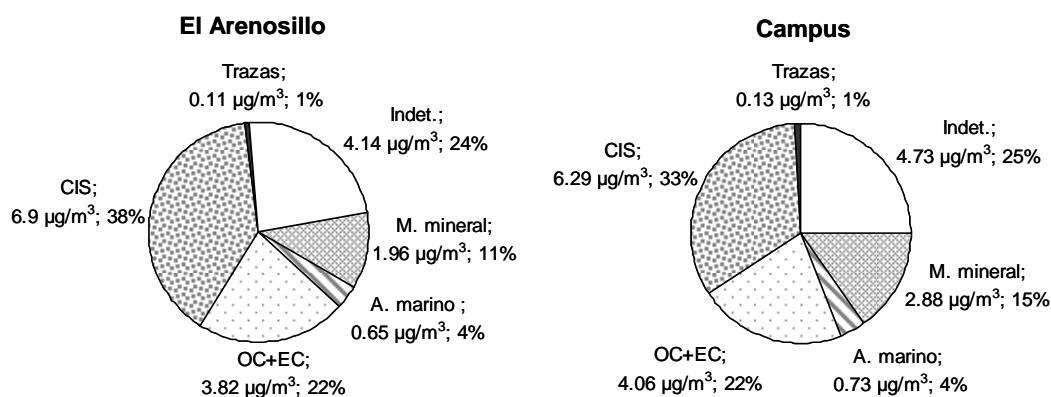 El Arenosillo
Trazas;
0.11 µg/m³; 1%
Indet.;
4.14 µg/m³; 24%
CIS;
6.9 µg/m³; 38%
M. mineral;
1.96 µg/m³; 11%
A. marino ;
0.65 µg/m³; 4%
OC+EC;
3.82 µg/m³; 22%
Campus
Trazas;
0.13 µg/m³; 1%
Indet.;
4.73 µg/m³; 25%
CIS;
6.29 µg/m³; 33%
M. mineral;
2.88 µg/m³; 15%
OC+EC;
4.06 µg/m³; 22%
A. marino;
0.73 µg/m³; 4%